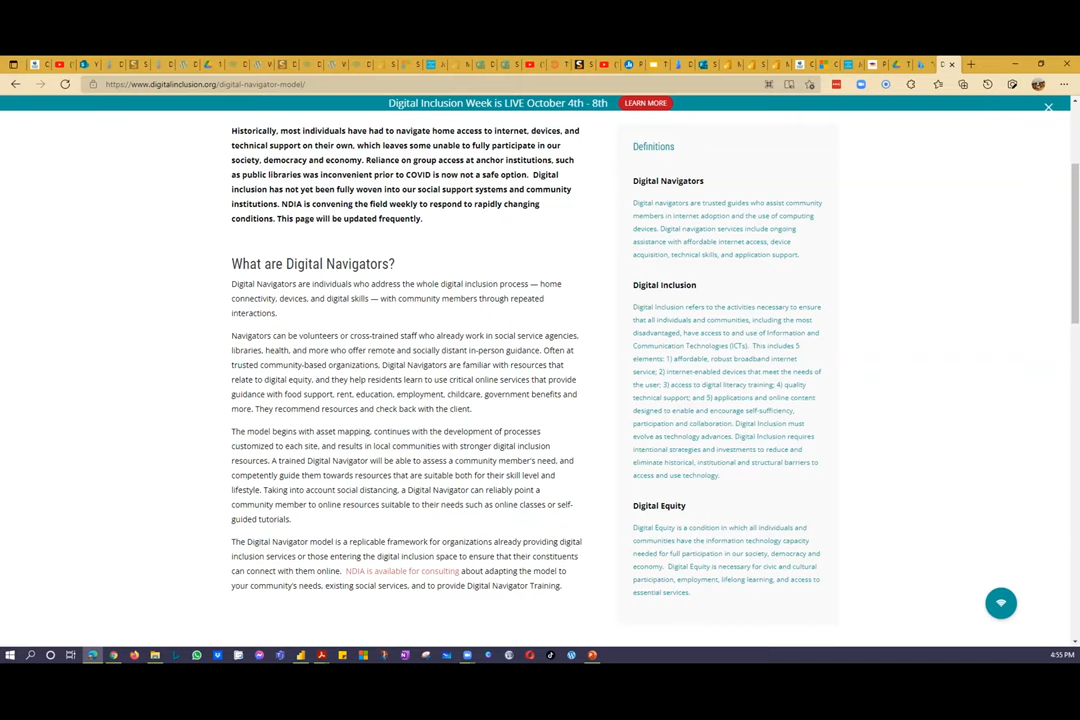 https://www.digitalinclusion.org/digital-navigator-model/
Digital Inclusion Week is LIVE October 4th - 8th
LEARN MORE
Historically, most individuals have had to navigate home access to internet, devices, and
technical support on their own, which leaves some unable to fully participate in our
society, democracy and economy. Reliance on group access at anchor institutions, such
as public libraries was inconvenient prior to COVID is now not a safe option. Digital
inclusion has not yet been fully woven into our social support systems and community
institutions. NDIA is convening the field weekly to respond to rapidly changing
conditions. This page will be updated frequently.
What are Digital Navigators?
Digital Navigators are individuals who address the whole digital inclusion process — home
connectivity, devices, and digital skills — with community members through repeated
interactions.
Navigators can be volunteers or cross-trained staff who already work in social service agencies,
libraries, health, and more who offer remote and socially distant in-person guidance. Often at
trusted community-based organizations, Digital Navigators are familiar with resources that
relate to digital equity, and they help residents learn to use critical online services that provide
guidance with food support, rent, education, employment, childcare, government benefits and
more. They recommend resources and check back with the client.
The model begins with asset mapping, continues with the development of processes
customized to each site, and results in local communities with stronger digital inclusion
resources. A trained Digital Navigator will be able to assess a community member's need, and
competently guide them towards resources that are suitable both for their skill level and
lifestyle. Taking into account social distancing, a Digital Navigator can reliably point a
community member to online resources suitable to their needs such as online classes or self-
guided tutorials.
The Digital Navigator model is a replicable framework for organizations already providing digital
inclusion services or those entering the digital inclusion space to ensure that their constituents
can connect with them online. NDIA is available for consulting about adapting the model to
your community's needs, existing social services, and to provide Digital Navigator Training.
Definitions
Digital Navigators
Digital navigators are trusted guides who assist community
members in internet adoption and the use of computing
devices. Digital navigation services include ongoing
assistance with affordable internet access, device
acquisition, technical skills, and application support.
Digital Inclusion
Digital Inclusion refers to the activities necessary to ensure
that all individuals and communities, including the most
disadvantaged, have access to and use of Information and
Communication Technologies (ICTs). This includes 5
elements: 1) affordable, robust broadband internet
service; 2) internet-enabled devices that meet the needs of
the user; 3) access to digital literacy training; 4) quality
technical support; and 5) applications and online content
designed to enable and encourage self-sufficiency,
participation and collaboration. Digital Inclusion must
evolve as technology advances. Digital Inclusion requires
intentional strategies and investments to reduce and
eliminate historical, institutional and structural barriers to
access and use technology.
Digital Equity
Digital Equity is a condition in which all individuals and
communities have the information technology capacity
needed for full participation in our society, democracy and
economy. Digital Equity is necessary for civic and cultural
participation, employment, lifelong learning, and access to
essential services.
4:55 PM